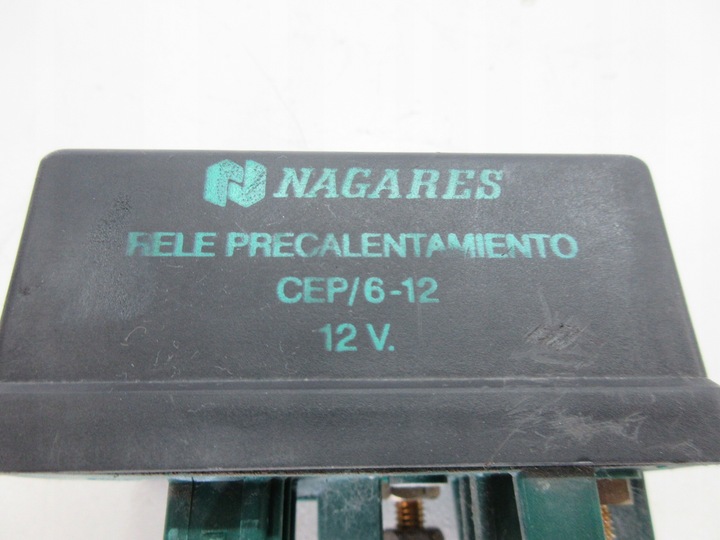 NAGARES
RELE PRECALENTAMIENTO
CEP/6-12
12 V.